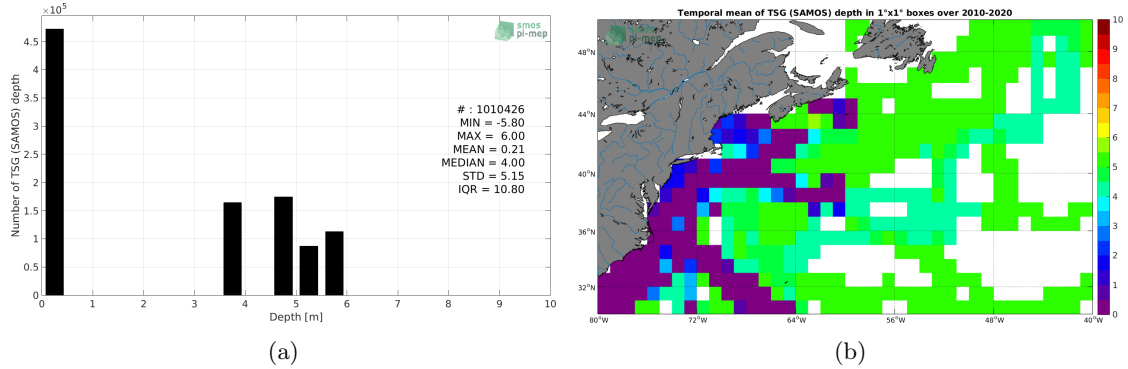 ×10⁵
4.5
4
3.5
3
2.5
2
1.5
1
0.5
0
Number of TSG (SAMOS) depth
smos
pi-mep
# : 1010426
MIN = -5.80
MAX = 6.00
MEAN = 0.21
MEDIAN = 4.00
STD = 5.15
IQR = 10.80
0 1 2 3 4 5 6 7 8 9 10
Depth [m]
(a)
Temporal mean of TSG (SAMOS) depth in 1°x1° boxes over 2010-2020
smos
pi-mep
48°N
44°N
40°N
36°N
32°N
80°W 72°W 64°W 56°W 48°W 40°W
10
9
8
7
6
5
4
3
2
1
0
(b)